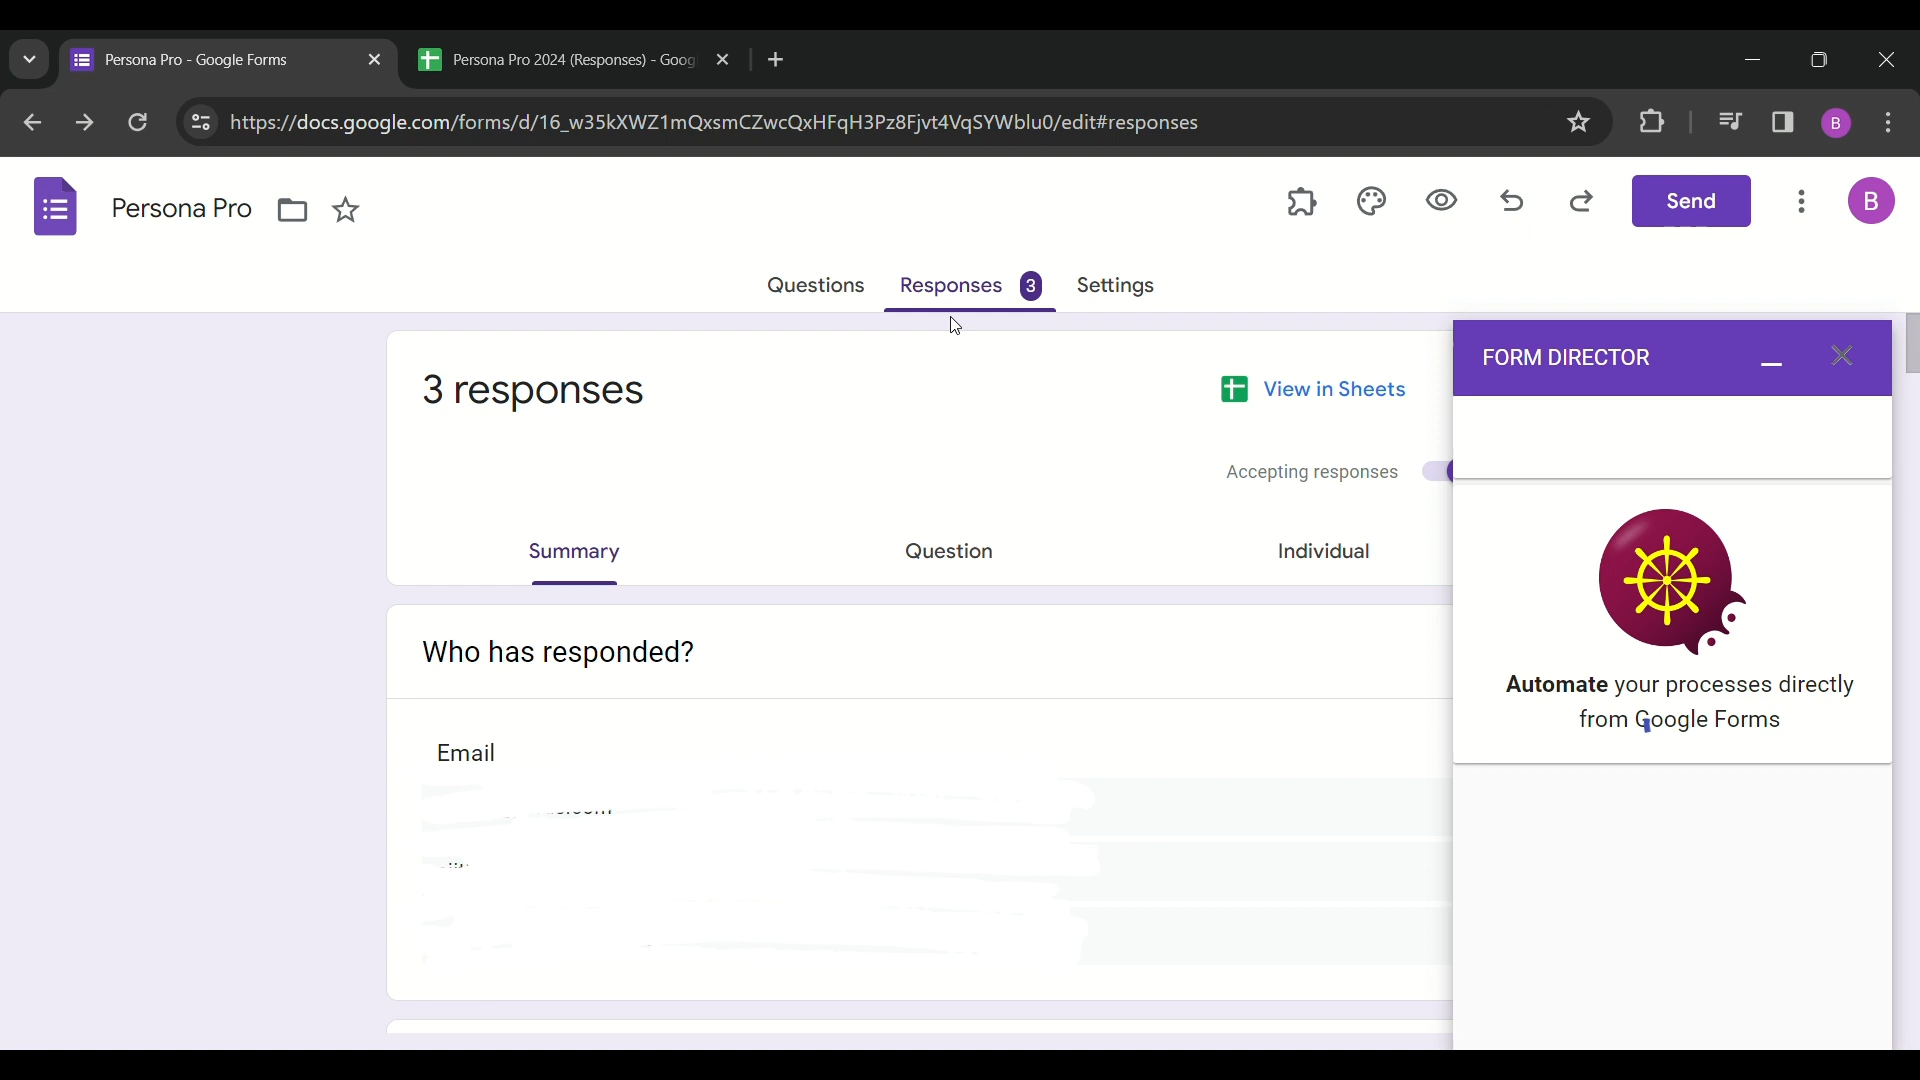 Persona Pro - Google Forms
Persona Pro 2024 (Responses) - Goog
https://docs.google.com/forms/d/16_w35kXWZ1mQxsmCZwcQxHFqH3Pz8Fjvt4VqSYWblu0/edit#responses
B
Persona Pro
Send
B
Questions
Responses 3
Settings
3 responses
View in Sheets
Accepting responses
Summary
Question
Individual
Who has responded?
Email
FORM DIRECTOR
Automate your processes directly
from Google Forms